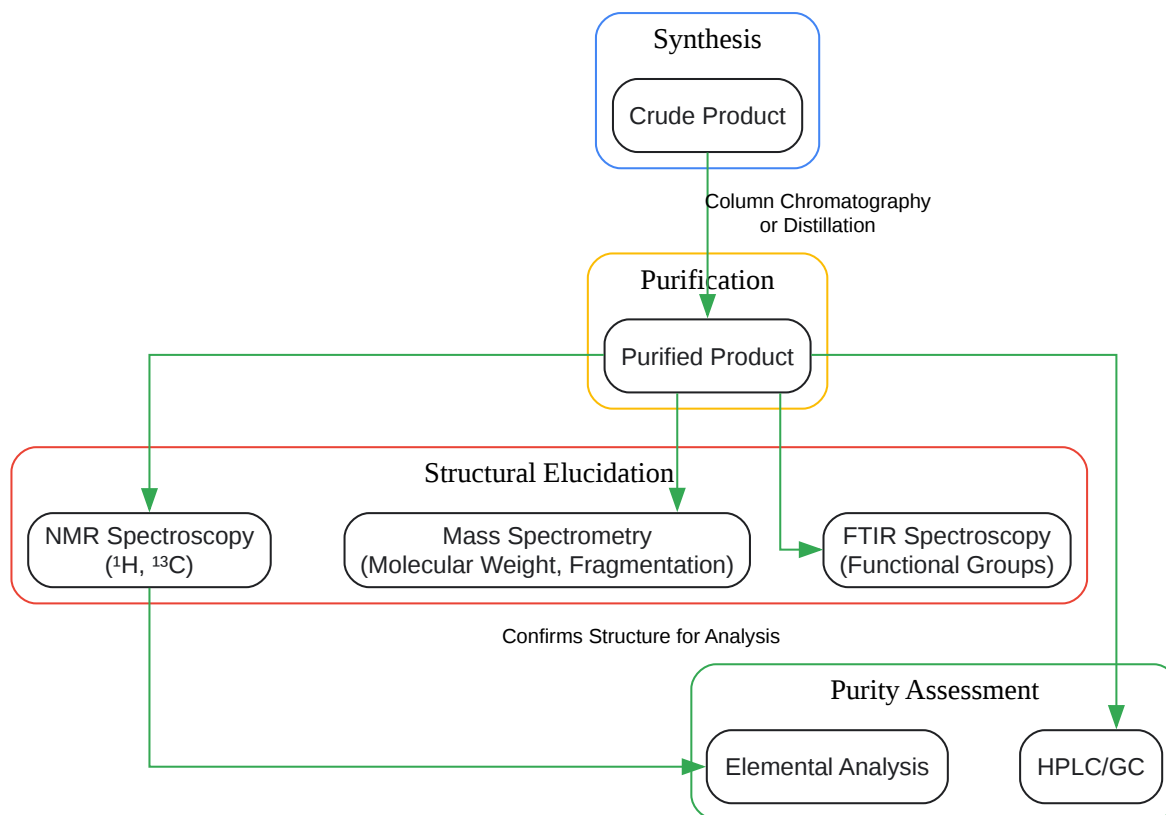 Synthesis
Crude Product
Column Chromatography
or Distillation
Purification
Purified Product
Structural Elucidation
NMR Spectroscopy
(¹H, ¹³C)
Mass Spectrometry
(Molecular Weight, Fragmentation)
FTIR Spectroscopy
(Functional Groups)
Confirms Structure for Analysis
Purity Assessment
Elemental Analysis
HPLC/GC